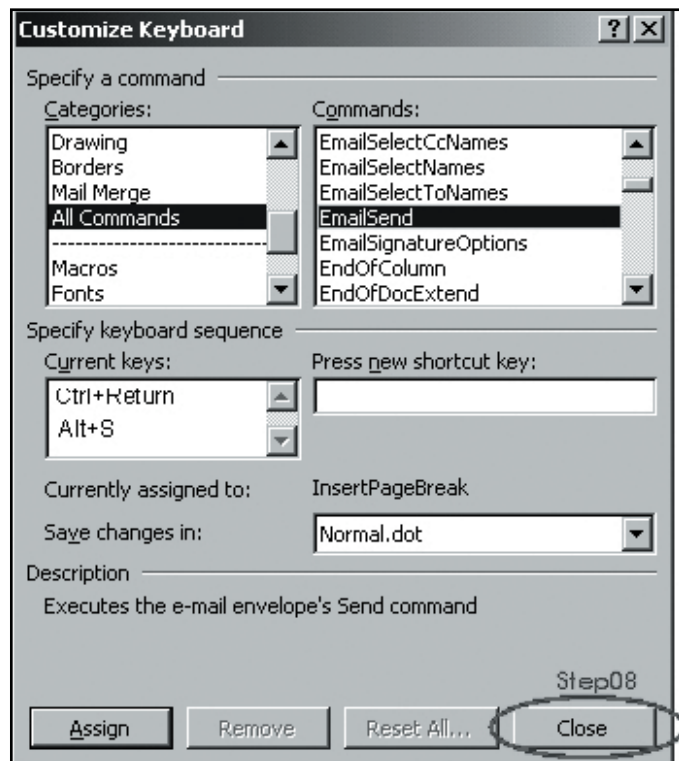 Customize Keyboard
Specify a command
Categories:
Commands:
Drawing
Borders
Mail Merge
All Commands
--------------------------
Macros
Fonts
EmailSelectCcNames
EmailSelectNames
EmailSelectToNames
EmailSend
EmailSignatureOptions
EndOfColumn
EndOfDocExtend
Specify keyboard sequence
Current keys:
Press new shortcut key:
Ctrl+Return
Alt+S
Currently assigned to: InsertPageBreak
Save changes in: Normal.dot
Description
Executes the e-mail envelope's Send command
Step08
Assign Remove Reset All... Close